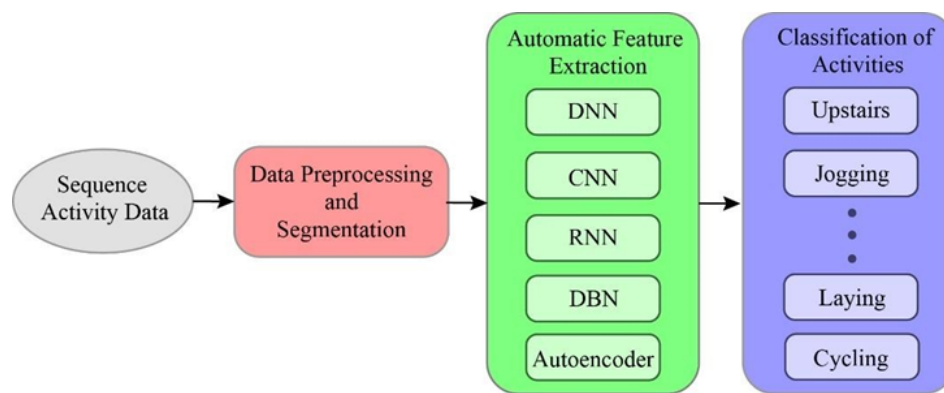 Sequence
Activity Data
Data Preprocessing
and
Segmentation
Automatic Feature
Extraction
DNN
CNN
RNN
DBN
Autoencoder
Classification of
Activities
Upstairs
Jogging
Laying
Cycling